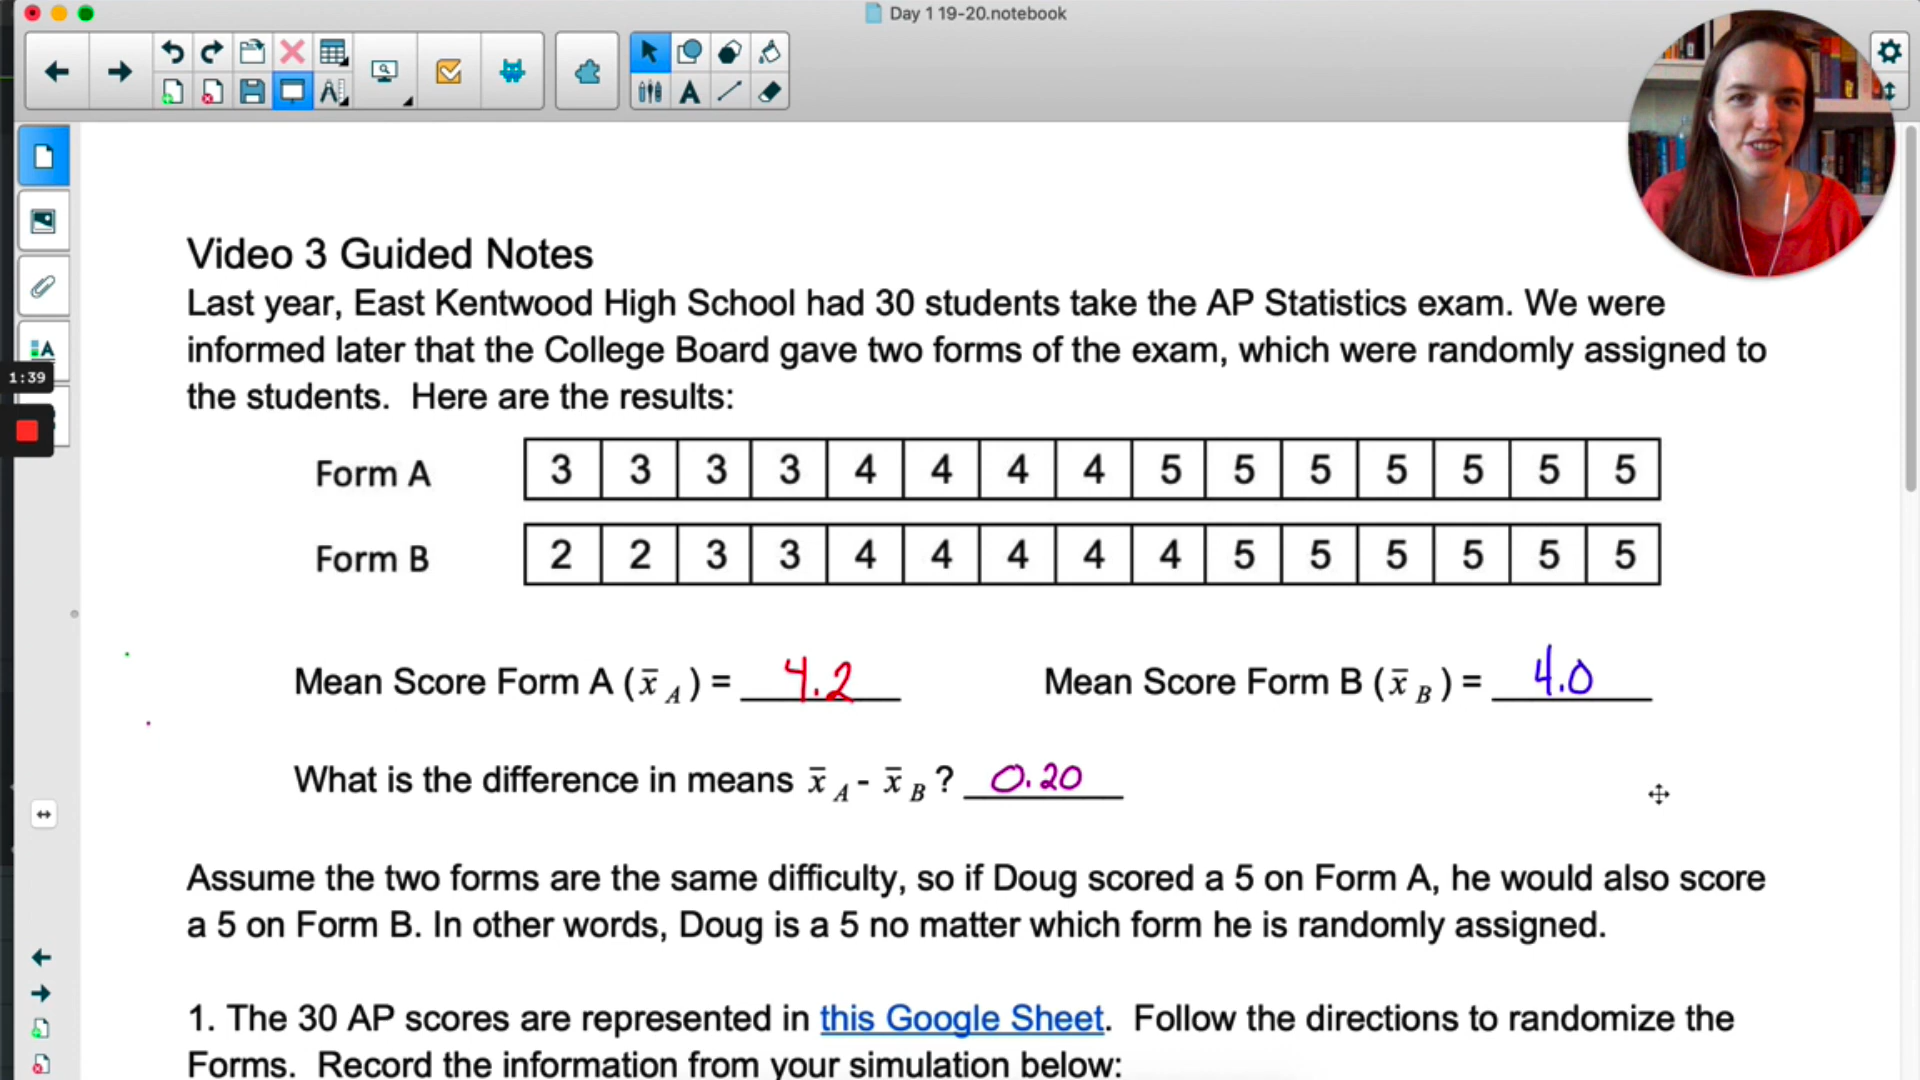 Day 1 19-20.notebook
A
A
1:39
Video 3 Guided Notes
Last year, East Kentwood High School had 30 students take the AP Statistics exam. We were
informed later that the College Board gave two forms of the exam, which were randomly assigned to
the students. Here are the results:
Form A 3 3 3 3 4 4 4 4 5 5 5 5 5 5 5
Form B 2 2 3 3 4 4 4 4 4 5 5 5 5 5 5
Mean Score Form A (x̄ A) = 4.2 Mean Score Form B (x̄ B) = 4.0
What is the difference in means x̄ A - x̄ B? 0.20
Assume the two forms are the same difficulty, so if Doug scored a 5 on Form A, he would also score
a 5 on Form B. In other words, Doug is a 5 no matter which form he is randomly assigned.
1. The 30 AP scores are represented in this Google Sheet. Follow the directions to randomize the
Forms. Record the information from your simulation below: